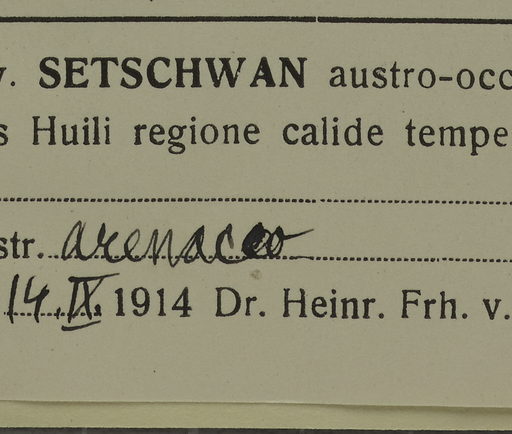 v. SETSCHWAN austro-occ
s Huili regione calide tempe
str. arenaceo
14. IX. 1914 Dr. Heinr. Frh. v.